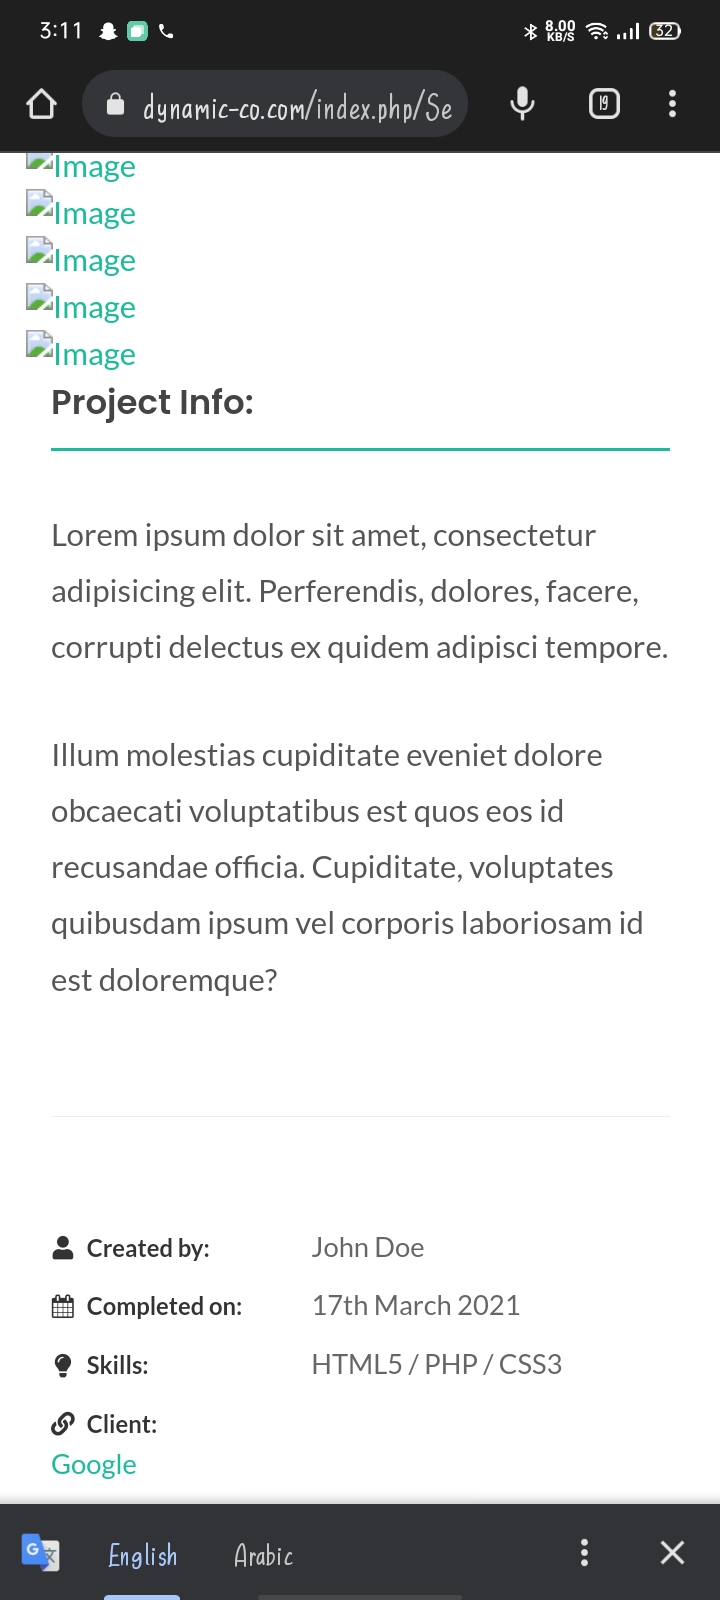 3:11
8.00
KB/S
32
dynamic-co.com/index.php/Se
19
Image
Image
Image
Image
Image
Project Info:
Lorem ipsum dolor sit amet, consectetur
adipisicing elit. Perferendis, dolores, facere,
corrupti delectus ex quidem adipisci tempore.
Illum molestias cupiditate eveniet dolore
obcaecati voluptatibus est quos eos id
recusandae officia. Cupiditate, voluptates
quibusdam ipsum vel corporis laboriosam id
est doloremque?
Created by: John Doe
Completed on: 17th March 2021
Skills: HTML5 / PHP / CSS3
Client:
Google
English Arabic